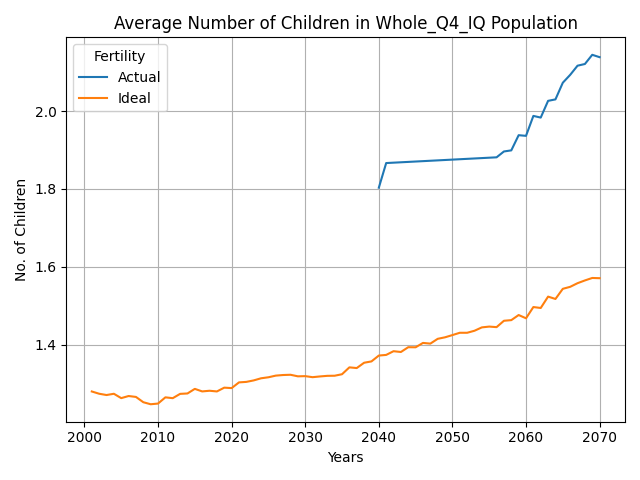 Average Number of Children in Whole_Q4_IQ Population
Fertility
Actual
Ideal
No. of Children
2.0
1.8
1.6
1.4
2000 2010 2020 2030 2040 2050 2060 2070
Years